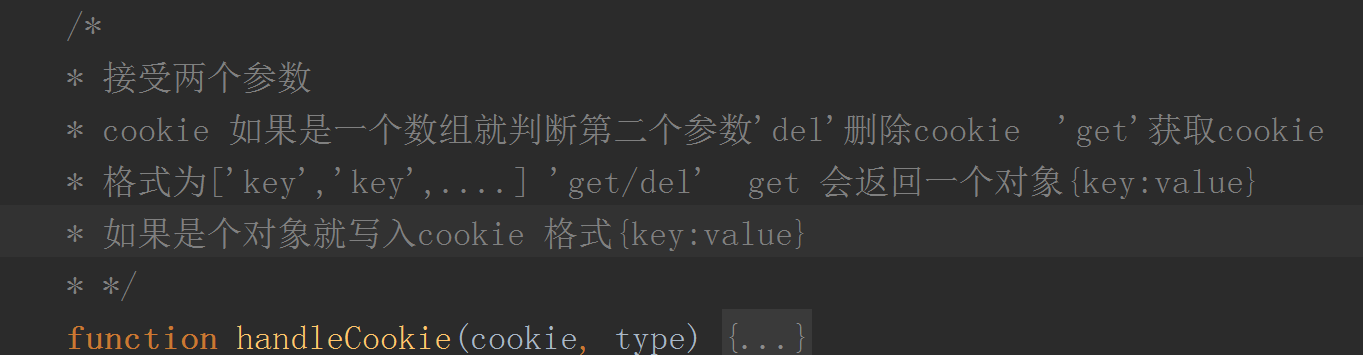 /*
* 接受两个参数
* cookie 如果是一个数组就判断第二个参数'del'删除cookie  'get'获取cookie
* 格式为['key','key',....] 'get/del'  get 会返回一个对象{key:value}
* 如果是个对象就写入cookie 格式{key:value}
* */
function handleCookie(cookie, type) {...}